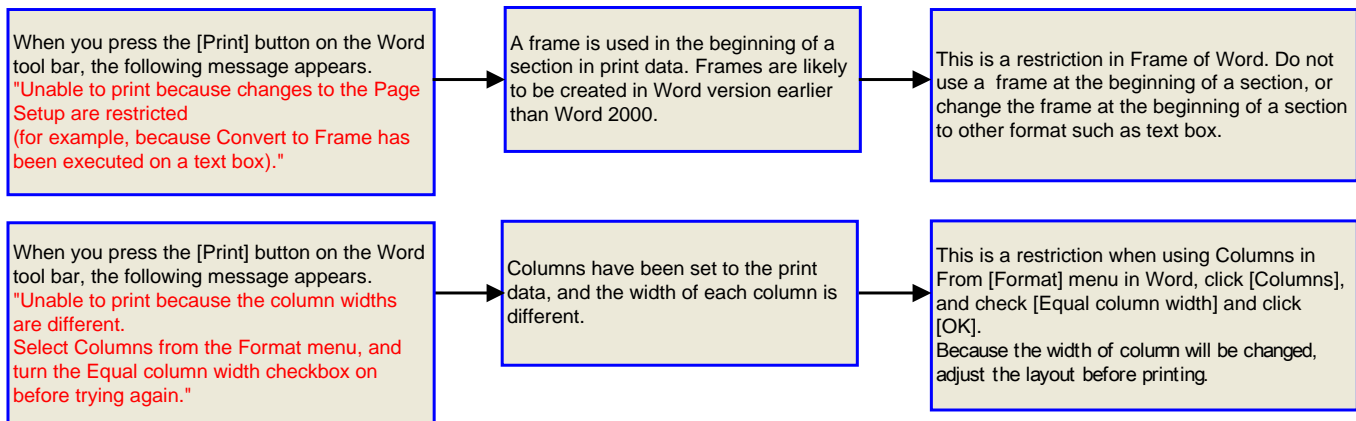 When you press the [Print] button on the Word
tool bar, the following message appears.
"Unable to print because changes to the Page
Setup are restricted
(for example, because Convert to Frame has
been executed on a text box)."
A frame is used in the beginning of a
section in print data. Frames are likely
to be created in Word version earlier
than Word 2000.
This is a restriction in Frame of Word. Do not
use a frame at the beginning of a section, or
change the frame at the beginning of a section
to other format such as text box.
When you press the [Print] button on the Word
tool bar, the following message appears.
"Unable to print because the column widths
are different.
Select Columns from the Format menu, and
turn the Equal column width checkbox on
before trying again."
Columns have been set to the print
data, and the width of each column is
different.
This is a restriction when using Columns in
From [Format] menu in Word, click [Columns],
and check [Equal column width] and click
[OK].
Because the width of column will be changed,
adjust the layout before printing.